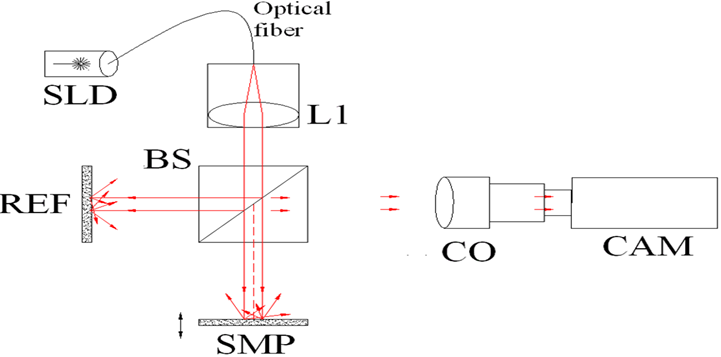 Optical
fiber
SLD
L1
BS
REF
CO
CAM
SMP